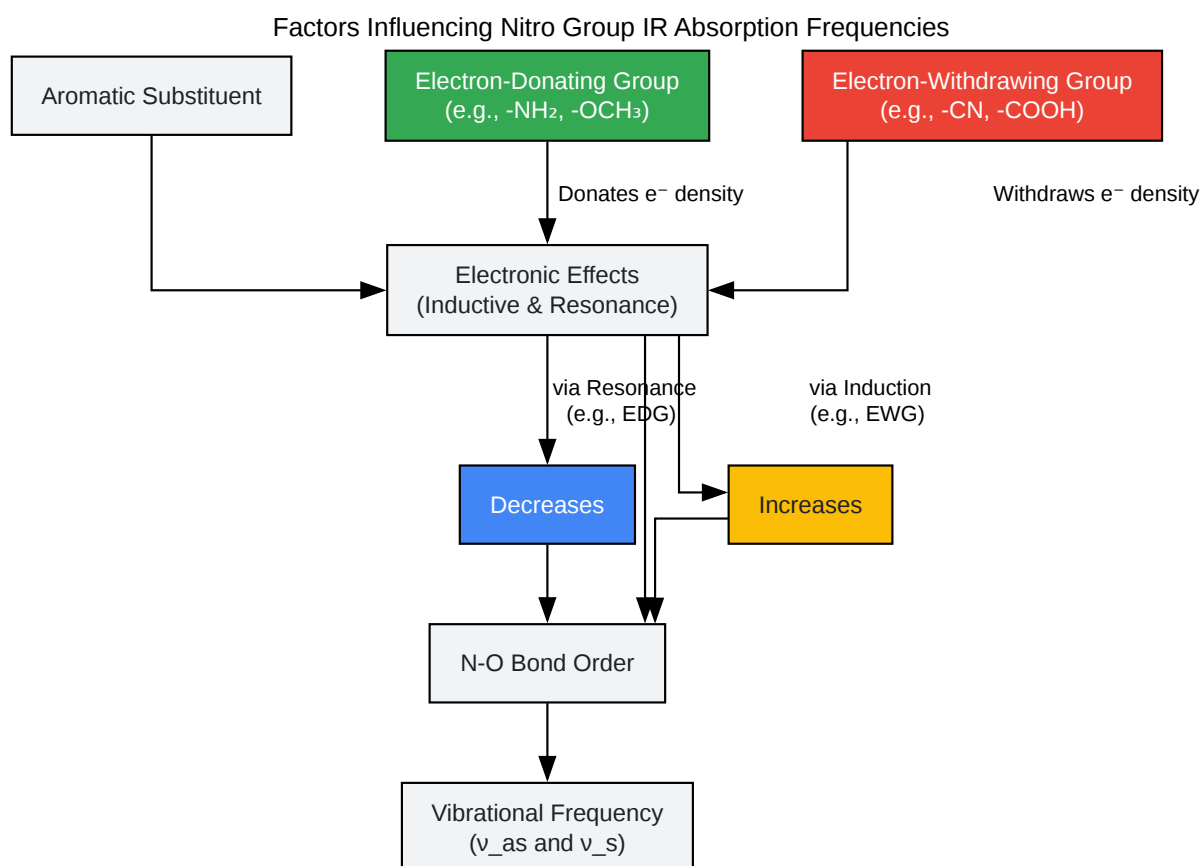 Factors Influencing Nitro Group IR Absorption Frequencies
Aromatic Substituent
Electron-Donating Group
(e.g., -NH₂, -OCH₃)
Electron-Withdrawing Group
(e.g., -CN, -COOH)
Donates e⁻ density
Withdraws e⁻ density
Electronic Effects
(Inductive & Resonance)
via Resonance
(e.g., EDG)
via Induction
(e.g., EWG)
Decreases
Increases
N-O Bond Order
Vibrational Frequency
(ν_as and ν_s)